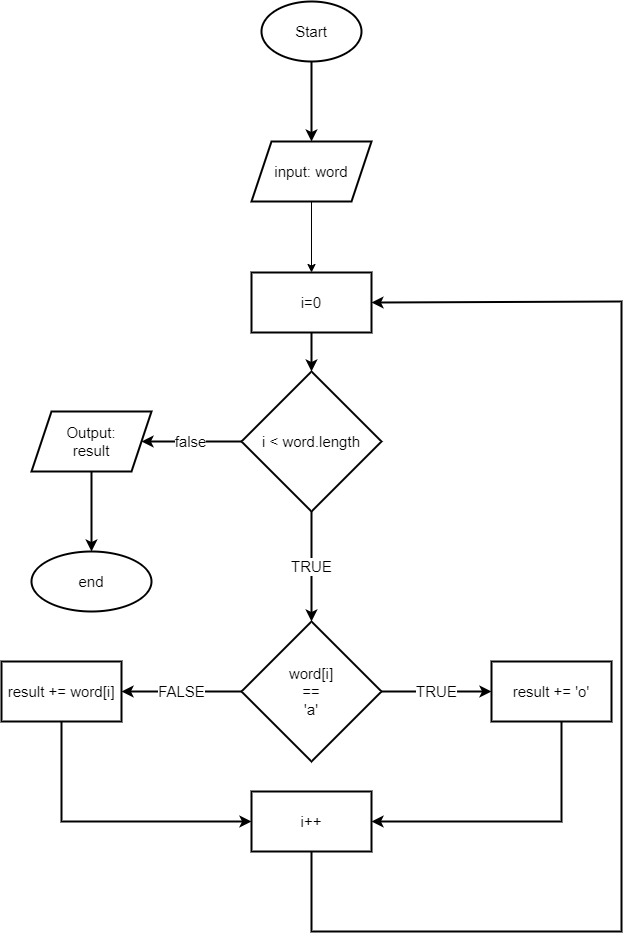 Start
input: word
i=0
i < word.length
false
Output:
result
end
TRUE
word[i]
==
'a'
FALSE
result += word[i]
TRUE
result += 'o'
i++